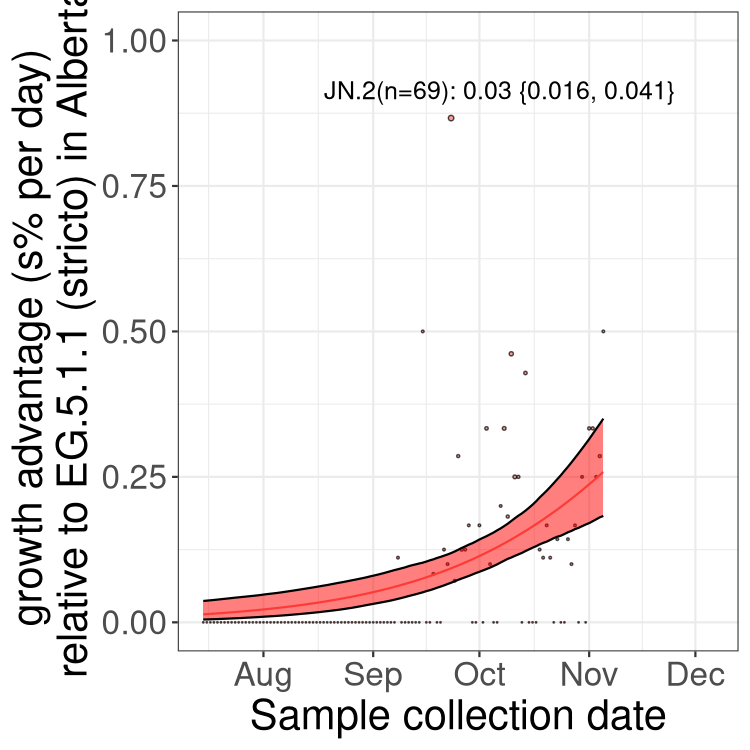 growth advantage (s% per day)
relative to EG.5.1.1 (stricto) in Alberta
1.00
0.75
0.50
0.25
0.00
JN.2(n=69): 0.03 {0.016, 0.041}
Aug Sep Oct Nov Dec
Sample collection date